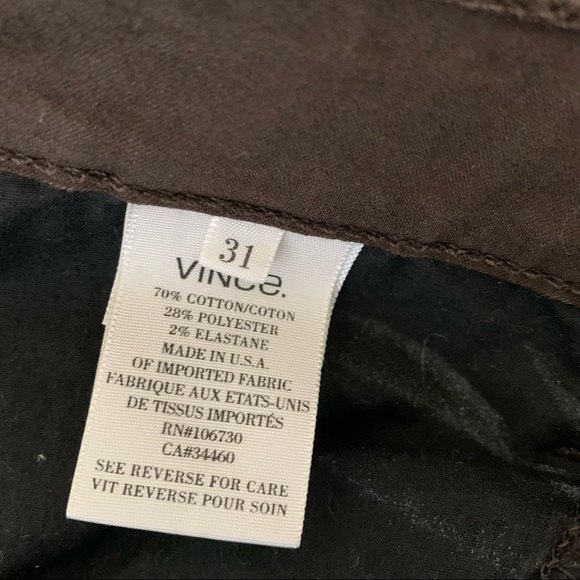 31
VINCE.
70% COTTON/COTON
28% POLYESTER
2% ELASTANE
MADE IN U.S.A.
OF IMPORTED FABRIC
FABRIQUE AUX ETATS-UNIS
DE TISSUS IMPORTÉS
RN#106730
CA#34460
SEE REVERSE FOR CARE
VIT REVERSE POUR SOIN